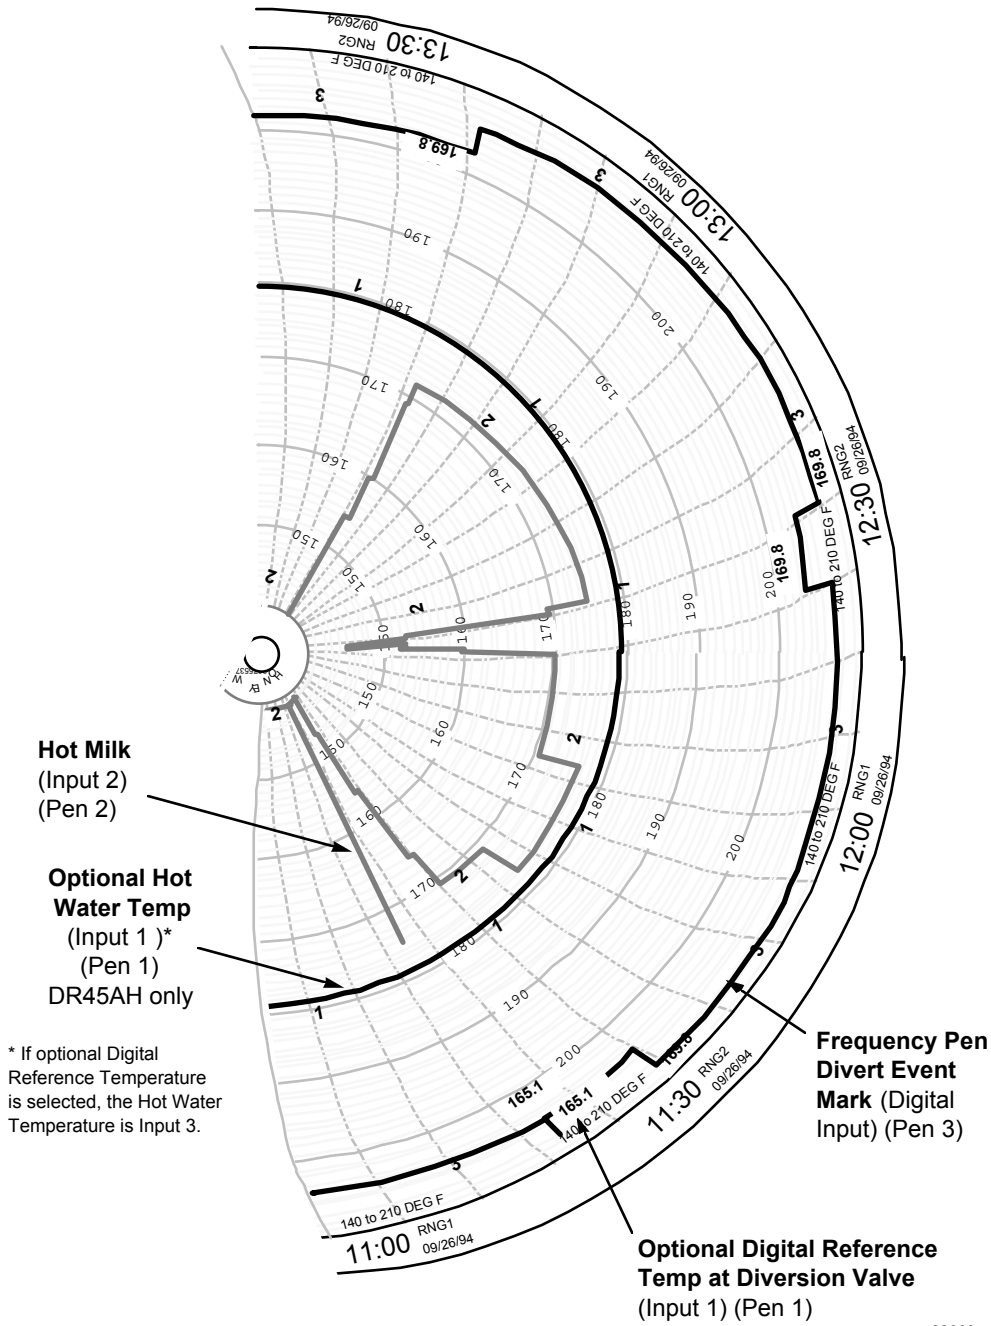 13:30
RNG2
09/26/94
140 to 210 DEG F
3
169.8
3
13:00
RNG1
09/26/94
140 to 210 DEG F
190
200
1
180
190
170
2
1
180
3
160
170
169.8
12:30
RNG2
09/26/94
150
160
169.8
140 to 210 DEG F
2
150
2
150
160
170
1
180
190
200
3
150
160
2
170
180
1
190
200
140 to 210 DEG F
12:00
RNG1
09/26/94
2
150
160
170
2
180
1
190
200
3
1
Hot Milk
(Input 2)
(Pen 2)
Optional Hot
Water Temp
(Input 1 )*
(Pen 1)
DR45AH only
* If optional Digital
Reference Temperature
is selected, the Hot Water
Temperature is Input 3.
169.8
165.1
165.1
140 to 210 DEG F
11:30
RNG2
09/26/94
3
140 to 210 DEG F
11:00
RNG1
09/26/94
Frequency Pen
Divert Event
Mark (Digital
Input) (Pen 3)
Optional Digital Reference
Temp at Diversion Valve
(Input 1) (Pen 1)